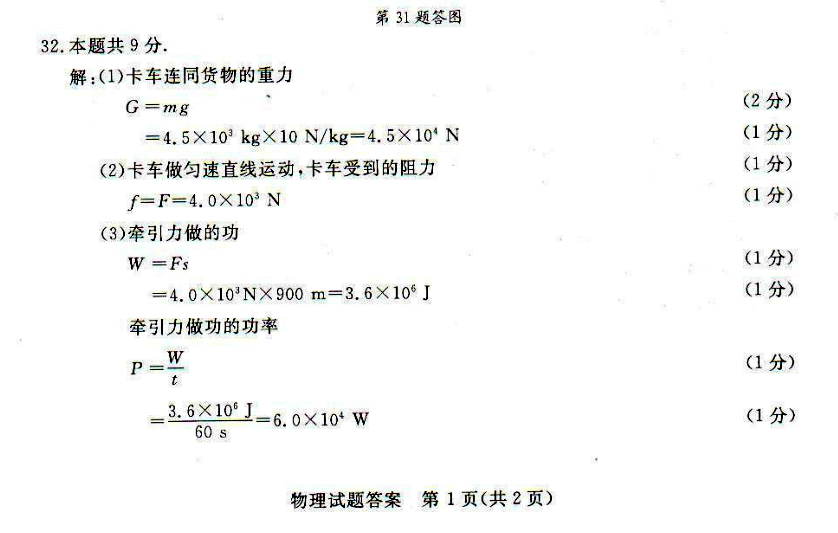 第 31 题答图
32. 本题共 9 分.
解:(1)卡车连同货物的重力
G=mg (2 分)
=4.5×10³ kg×10 N/kg=4.5×10⁴ N (1 分)
(2)卡车做匀速直线运动,卡车受到的阻力 (1 分)
f=F=4.0×10³ N (1 分)
(3)牵引力做的功
W=Fs (1 分)
=4.0×10³N×900 m=3.6×10⁶ J (1 分)
牵引力做功的功率
P=W/t (1 分)
=3.6×10⁶ J/60 s=6.0×10⁴ W (1 分)
物理试题答案 第 1 页(共 2 页)